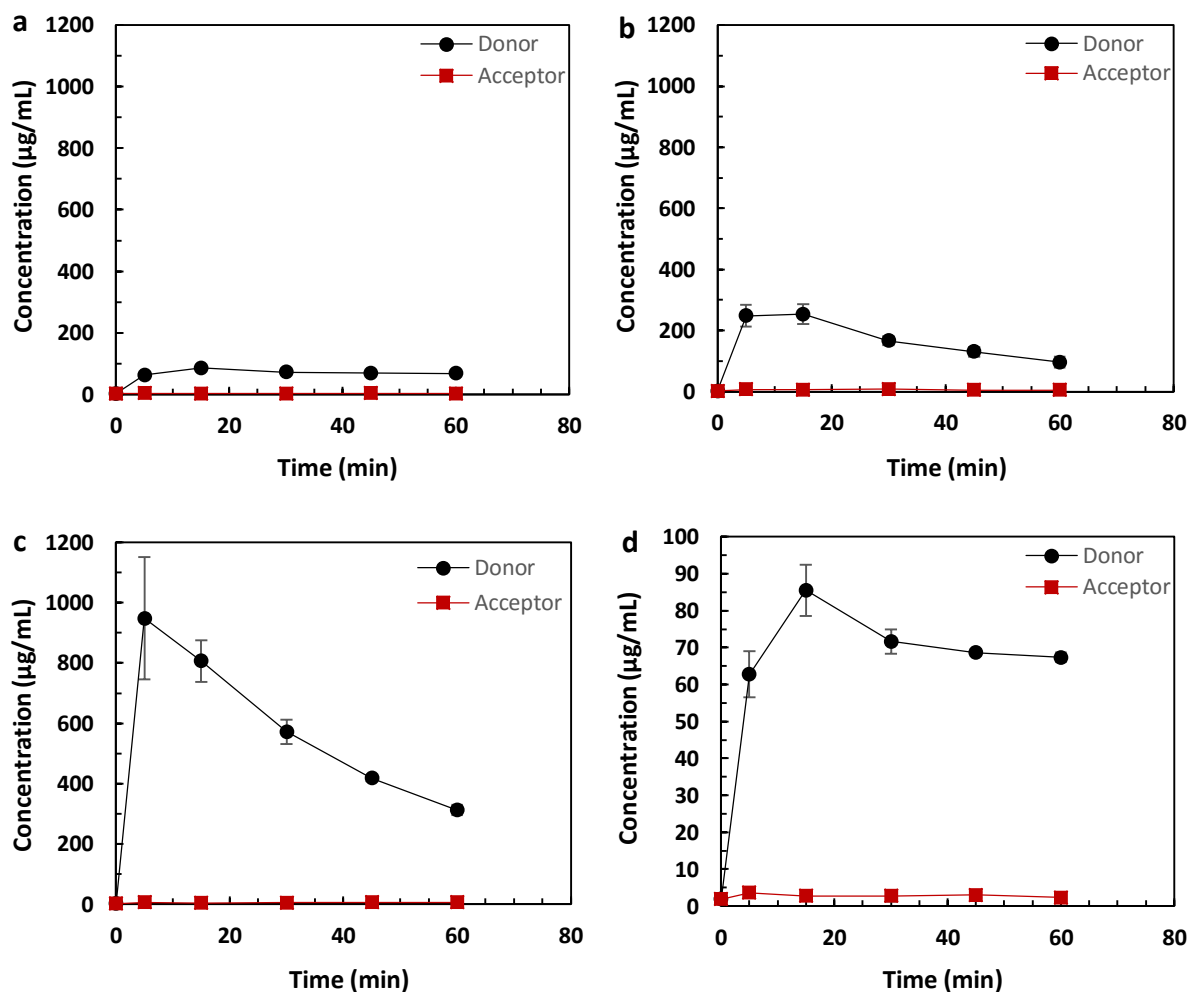 a
1200
1000
800
600
400
200
0
Concentration (µg/mL)
Donor
Acceptor
0 20 40 60 80
Time (min)
b
1200
1000
800
600
400
200
0
Concentration (µg/mL)
Donor
Acceptor
0 20 40 60 80
Time (min)
c
1200
1000
800
600
400
200
0
Concentration (µg/mL)
Donor
Acceptor
0 20 40 60 80
Time (min)
d
100
90
80
70
60
50
40
30
20
10
0
Concentration (µg/mL)
Donor
Acceptor
0 20 40 60 80
Time (min)